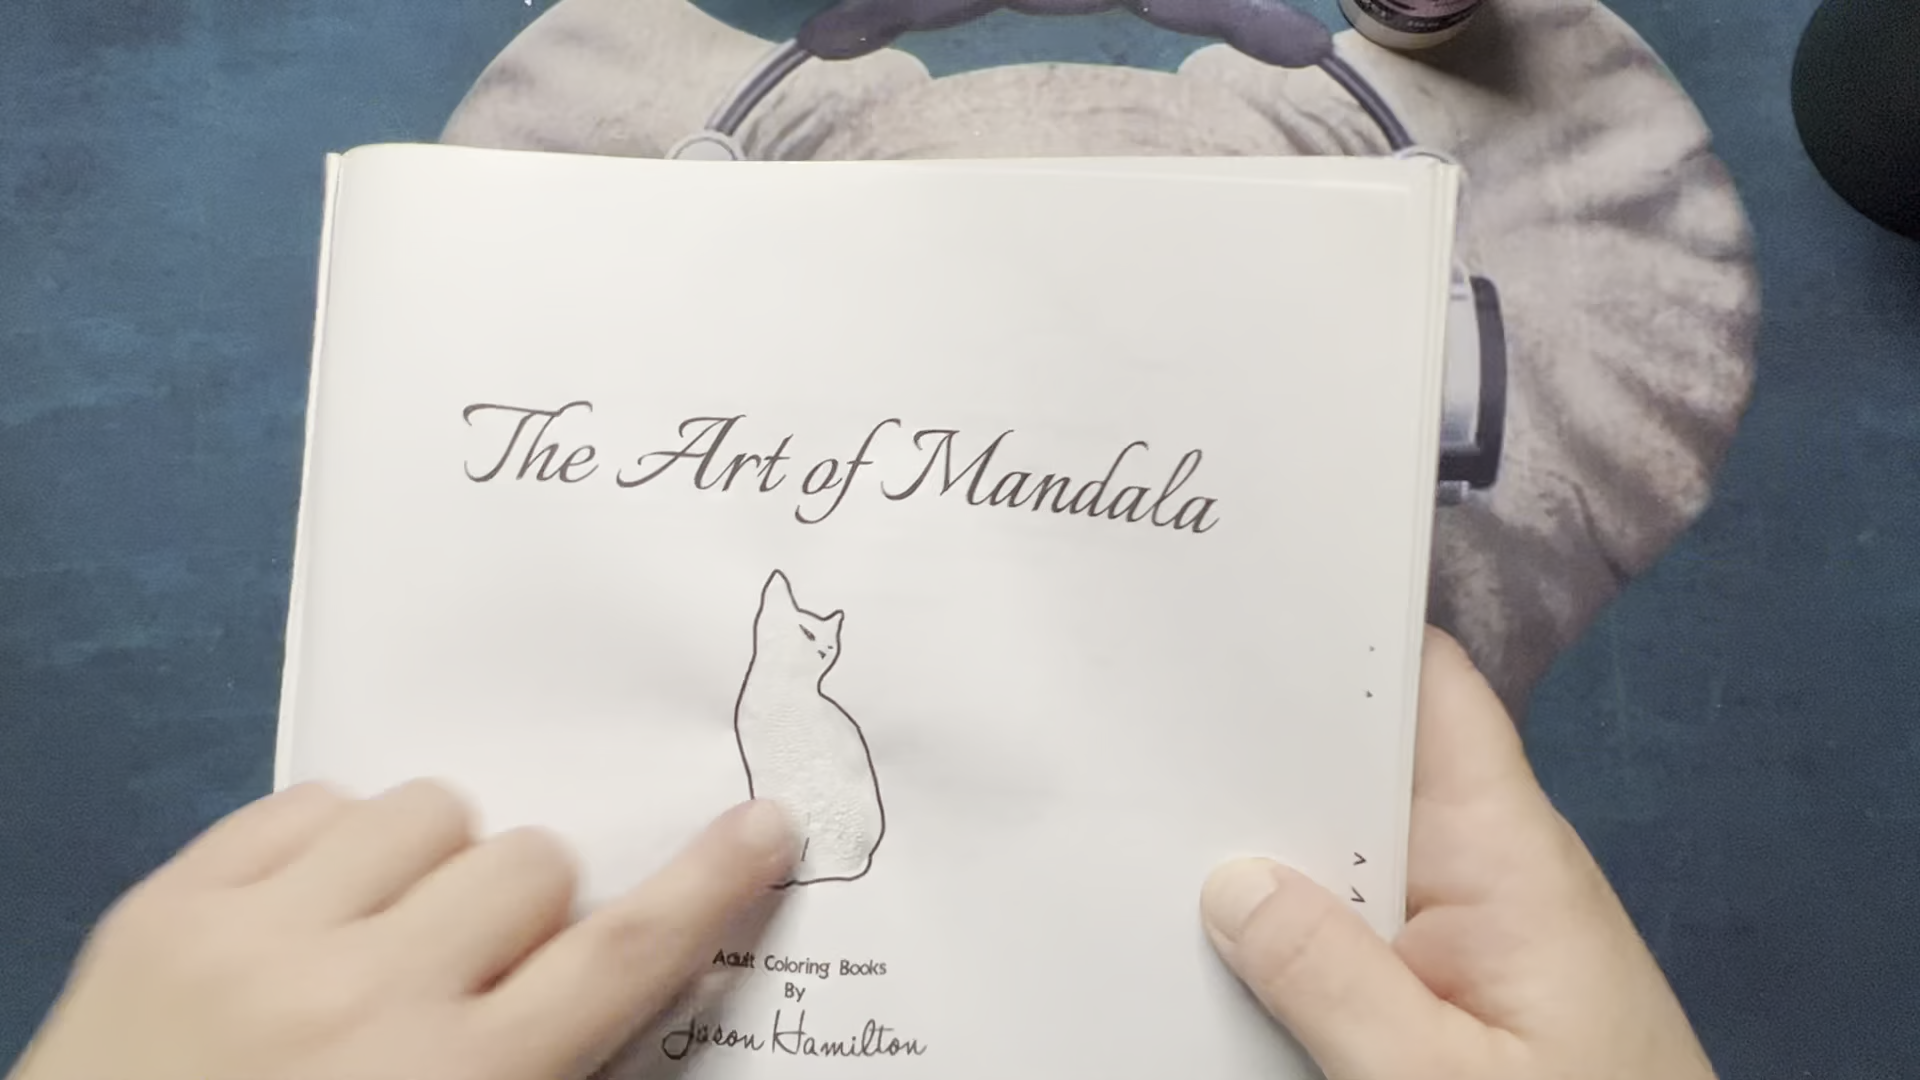 The Art of Mandala
Adult Coloring Books
By
Jason Hamilton